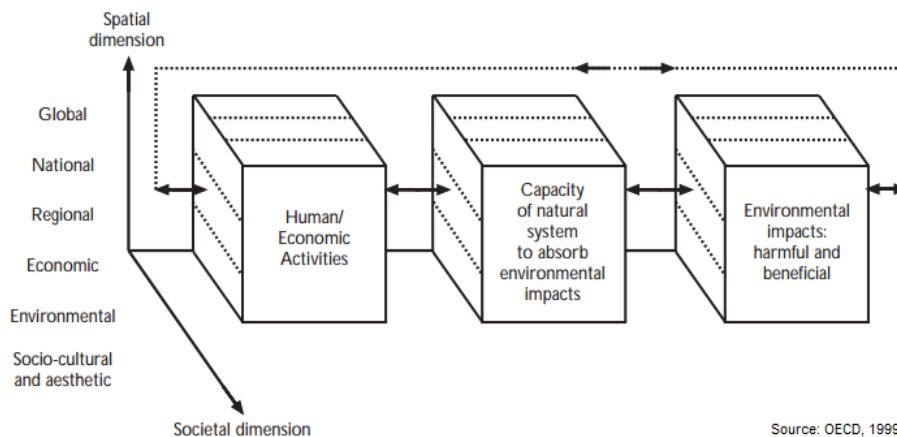 Spatial
dimension
Global
National
Regional
Economic
Environmental
Socio-cultural
and aesthetic
Societal dimension
Human/
Economic
Activities
Capacity
of natural
system
to absorb
environmental
impacts
Environmental
impacts:
harmful and
beneficial
Source: OECD, 1999